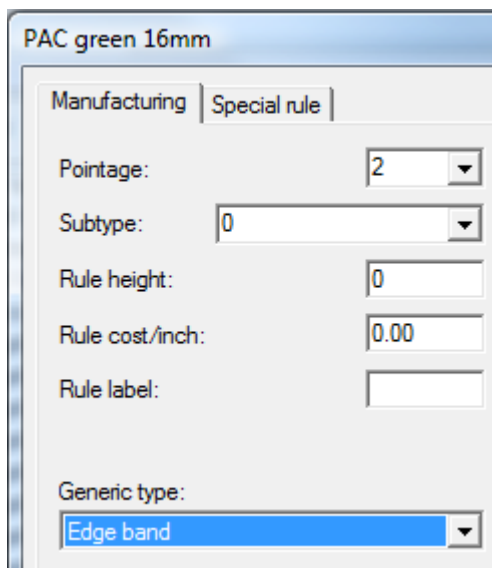 PAC green 16mm
Manufacturing Special rule
Pointage: 2
Subtype: 0
Rule height: 0
Rule cost/inch: 0.00
Rule label:
Generic type:
Edge band